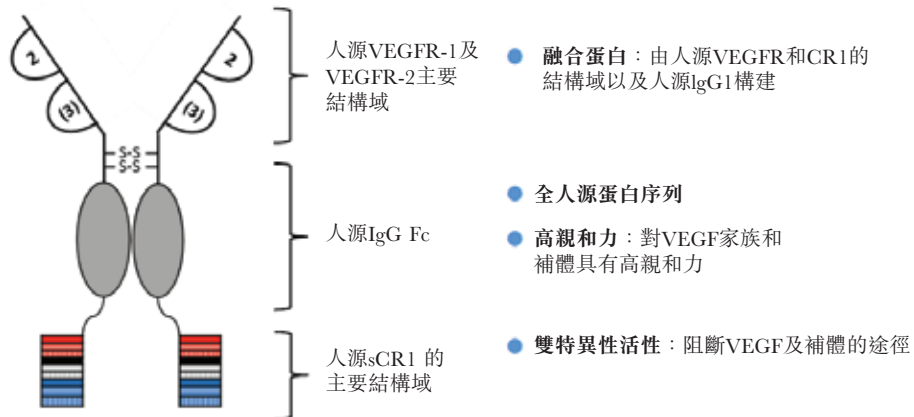 2
2
(3)
(3)
S-S
S-S
人源VEGFR-1及
VEGFR-2主要
結構域
人源IgG Fc
人源sCR1 的
主要結構域
融合蛋白：由人源VEGFR和CR1的
結構域以及人源lgG1構建
全人源蛋白序列
高親和力：對VEGF家族和
補體具有高親和力
雙特異性活性：阻斷VEGF及補體的途徑